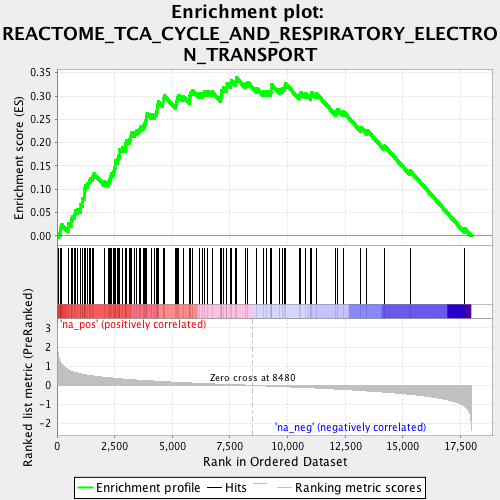 Enrichment plot:
REACTOME_TCA_CYCLE_AND_RESPIRATORY_ELECTRO
N_TRANSPORT
Enrichment score (ES)
0.35
0.30
0.25
0.20
0.15
0.10
0.05
0.00
'na_pos' (positively correlated)
Ranked list metric (PreRanked)
3
2
1
0
-1
-2
Zero cross at 8480
'na_neg' (negatively correlated)
0
2,500
5,000
7,500
10,000
12,500
15,000
17,500
Rank in Ordered Dataset
Enrichment profile
Hits
Ranking metric scores